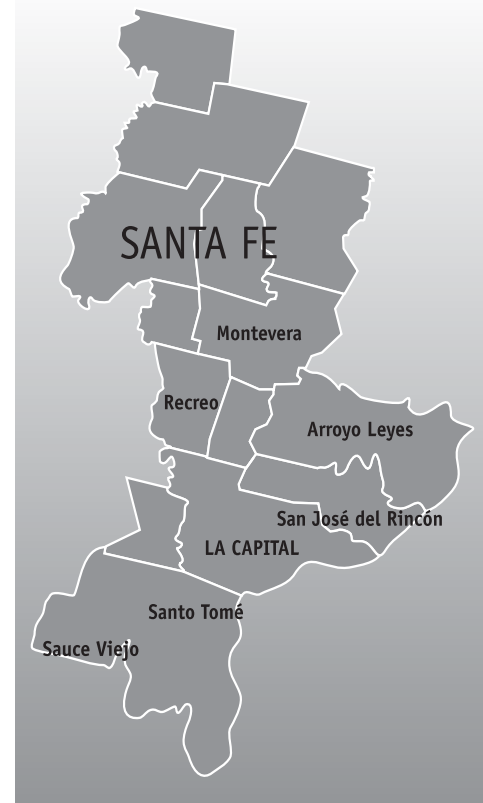 SANTA FE
Montevera
Recreo
Arroyo Leyes
San José del Rincón
LA CAPITAL
Santo Tomé
Sauce Viejo